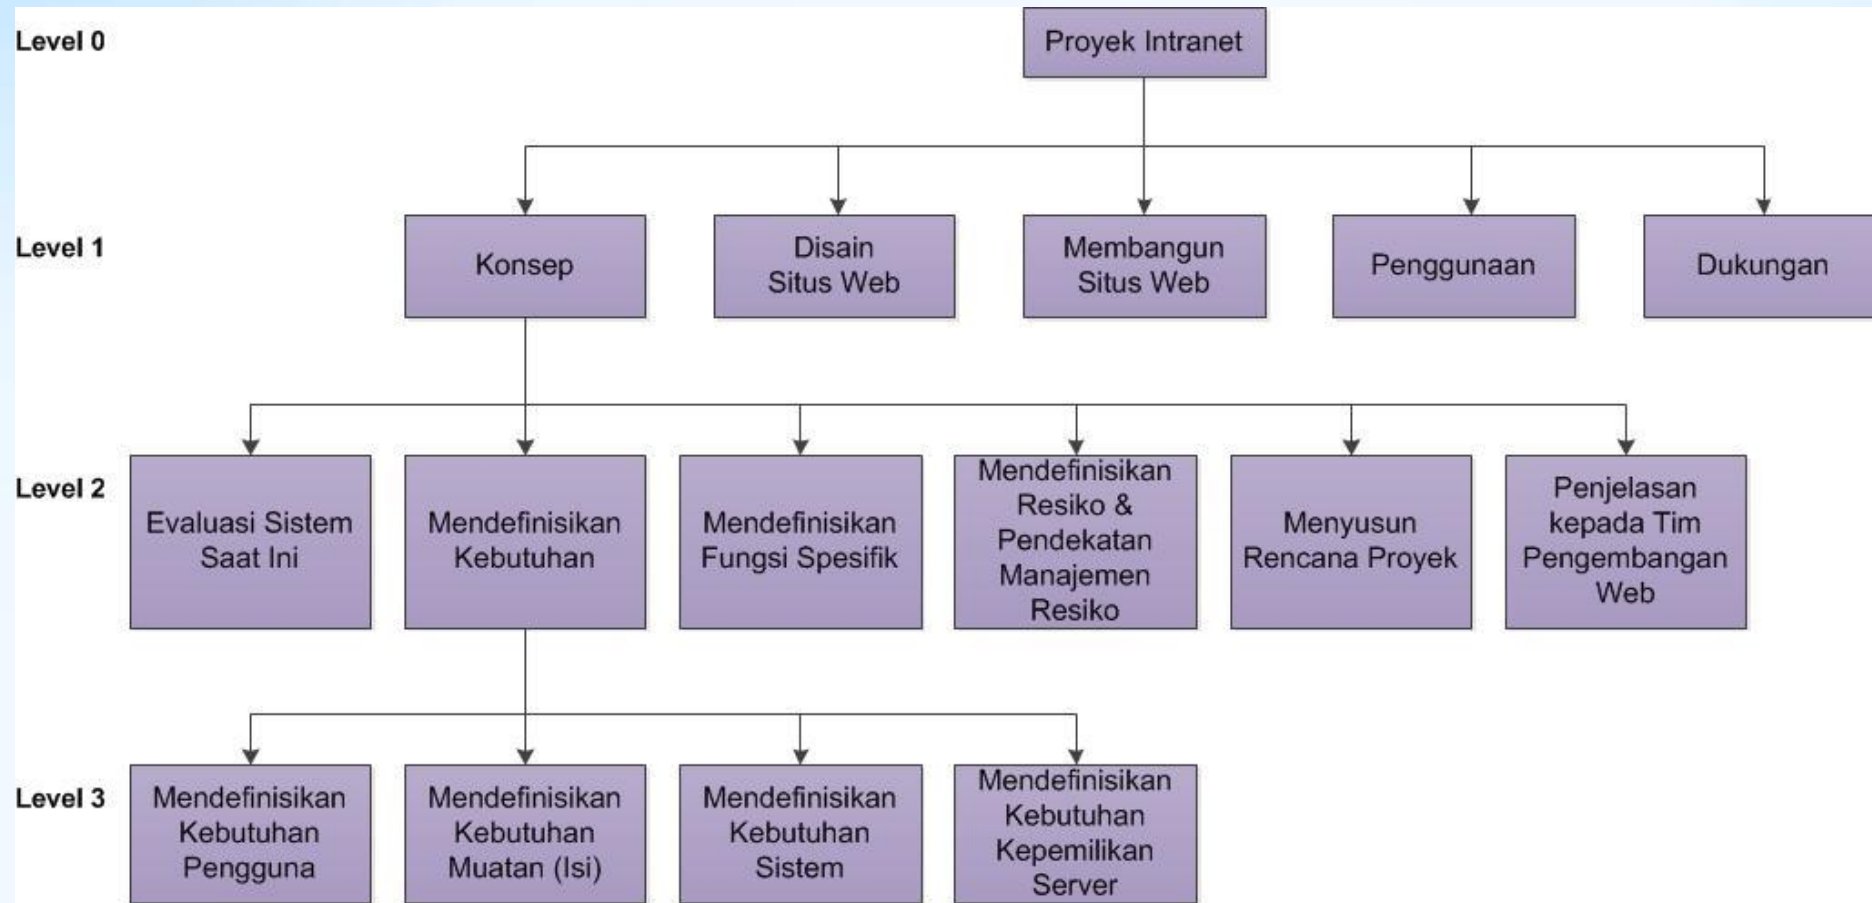 Level 0
Proyek Intranet
Level 1
Konsep
Disain
Situs Web
Membangun
Situs Web
Penggunaan
Dukungan
Level 2
Evaluasi Sistem
Saat Ini
Mendefinisikan
Kebutuhan
Mendefinisikan
Fungsi Spesifik
Mendefinisikan
Resiko &
Pendekatan
Manajemen
Resiko
Menyusun
Rencana Proyek
Penjelasan
kepada Tim
Pengembangan
Web
Level 3
Mendefinisikan
Kebutuhan
Pengguna
Mendefinisikan
Kebutuhan
Muatan (Isi)
Mendefinisikan
Kebutuhan
Sistem
Mendefinisikan
Kebutuhan
Kepemilikan
Server